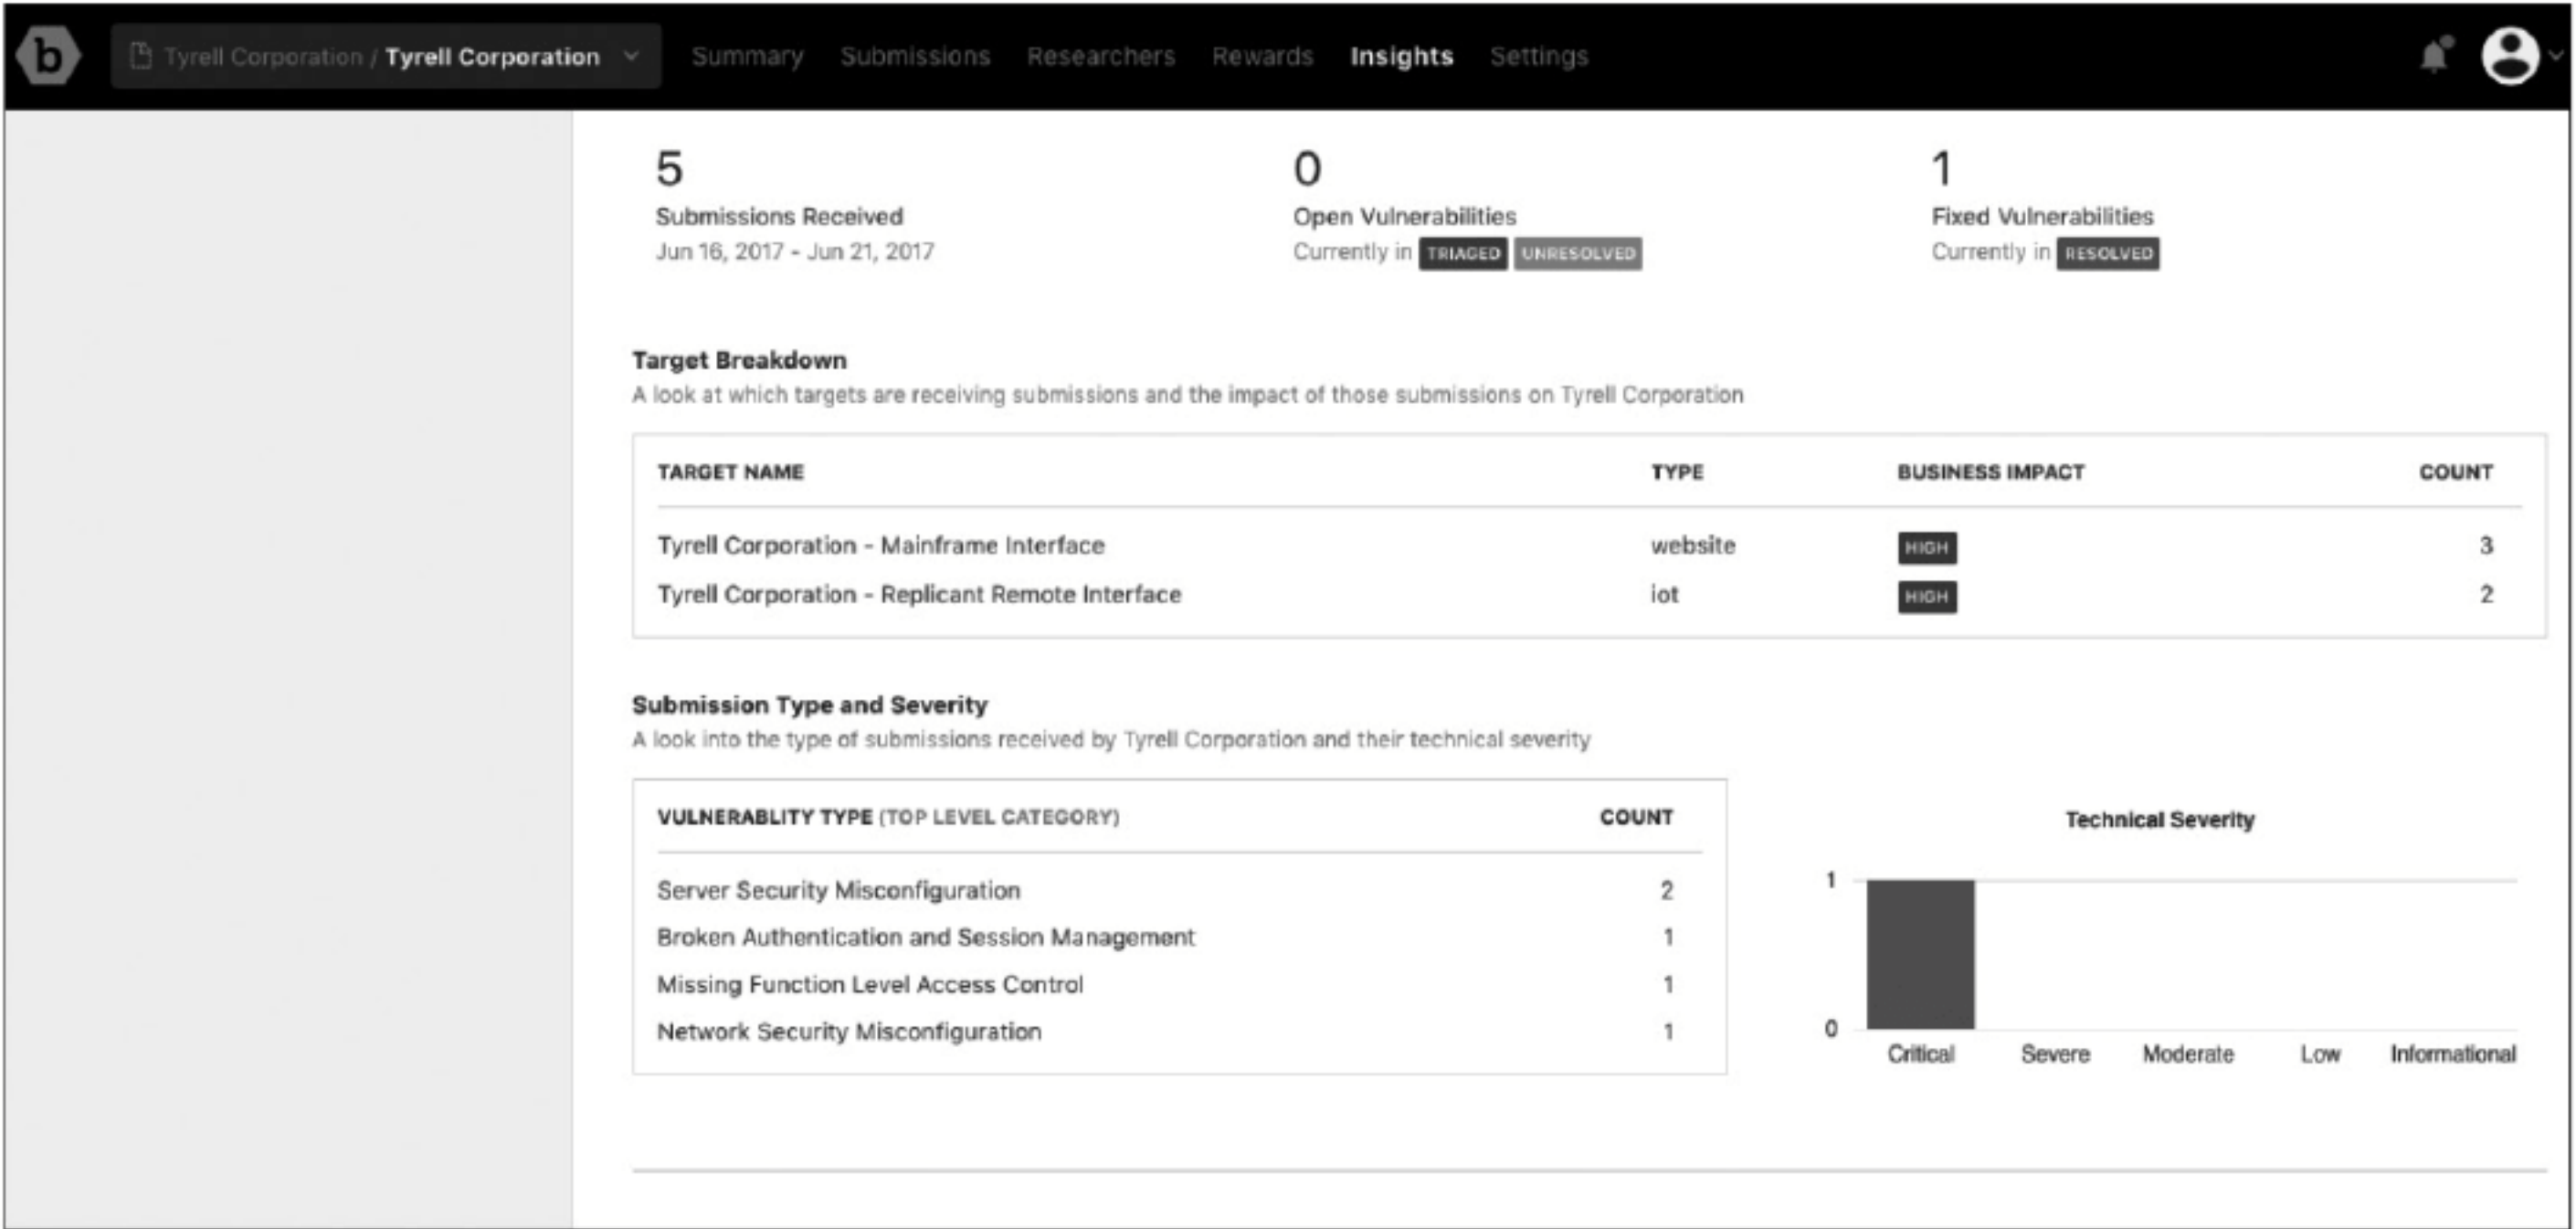 b Tyrell Corporation / Tyrell Corporation Summary Submissions Researchers Rewards Insights Settings
5 0 1
Submissions Received Open Vulnerabilities Fixed Vulnerabilities
Jun 16, 2017 - Jun 21, 2017 Currently in TRIAGED UNRESOLVED Currently in RESOLVED
Target Breakdown
A look at which targets are receiving submissions and the impact of those submissions on Tyrell Corporation
TARGET NAME TYPE BUSINESS IMPACT COUNT
Tyrell Corporation - Mainframe Interface website HIGH 3
Tyrell Corporation - Replicant Remote Interface iot HIGH 2
Submission Type and Severity
A look into the type of submissions received by Tyrell Corporation and their technical severity
VULNERABLITY TYPE (TOP LEVEL CATEGORY) COUNT
Server Security Misconfiguration 2
Broken Authentication and Session Management 1
Missing Function Level Access Control 1
Network Security Misconfiguration 1
Technical Severity
1
0
Critical Severe Moderate Low Informational